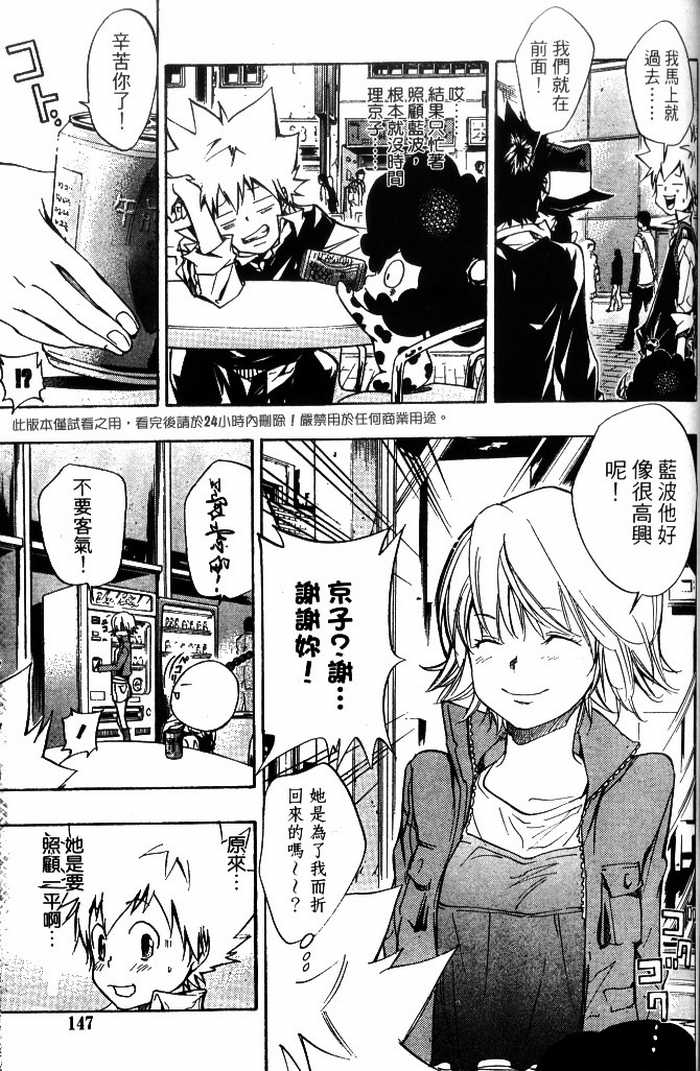 我馬上就
過去……
我們就在
前面！
哎…
結果只忙著
照顧藍波，
根本就沒時間
理京子……
辛苦你了！
コト
!?
此版本僅試看之用，看完後請於24小時內刪除！嚴禁用於任何商業用途。
藍波他好
像很高興
呢！
京子？謝…
謝謝妳！
她是為了我而折
回來的嗎～～？
コクコク
不要客氣！
原來…
她是要
照顧一平啊…
147